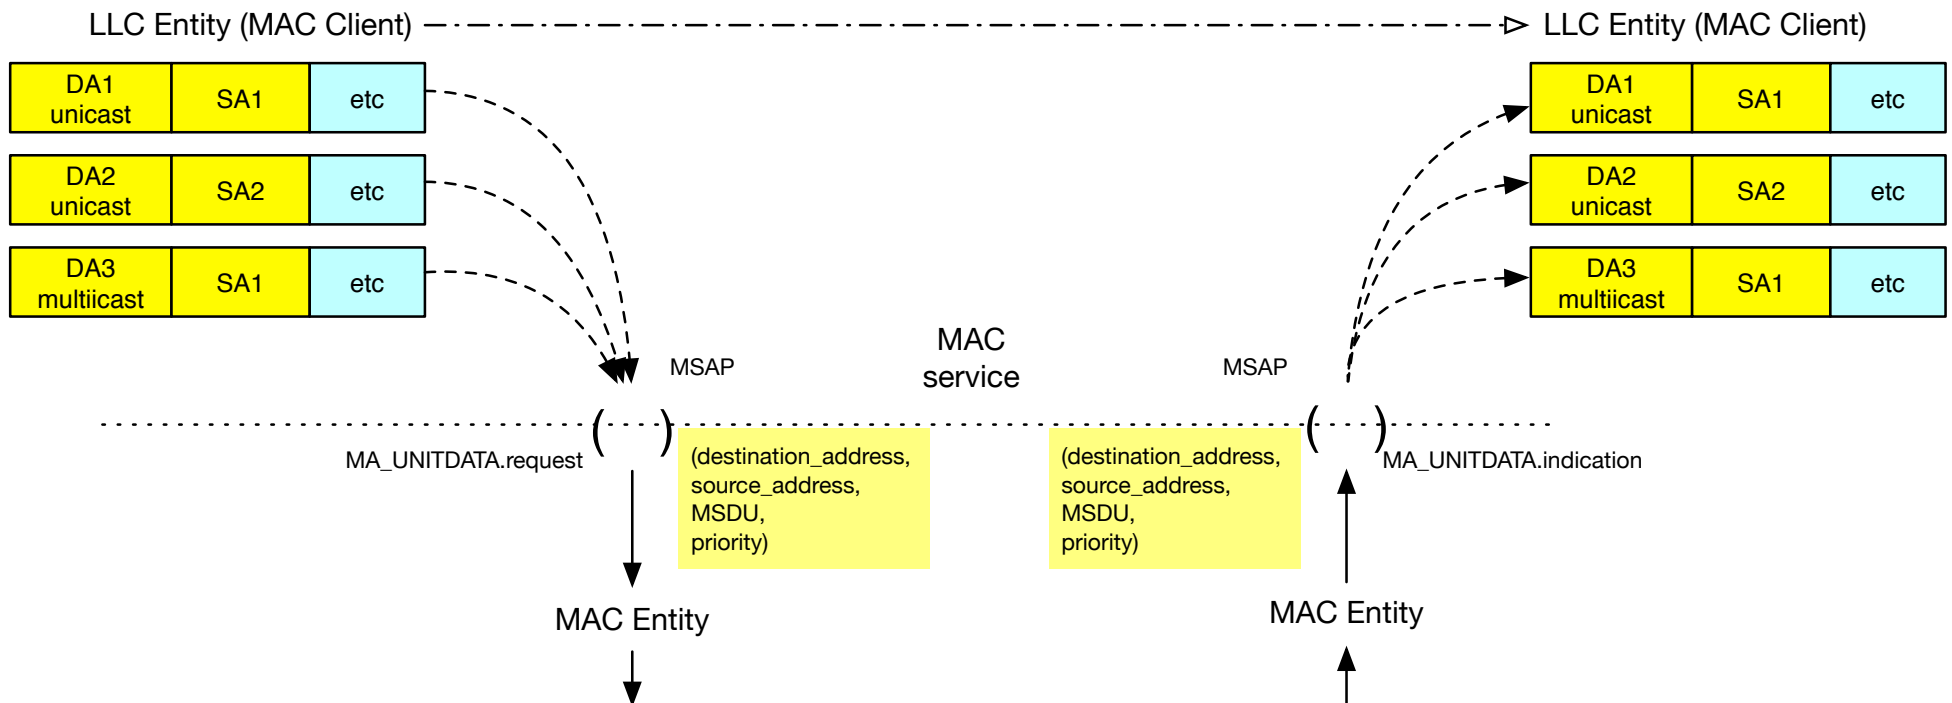 LLC Entity (MAC Client)
LLC Entity (MAC Client)
DA1
unicast
SA1
etc
DA2
unicast
SA2
etc
DA3
multiicast
SA1
etc
DA1
unicast
SA1
etc
DA2
unicast
SA2
etc
DA3
multiicast
SA1
etc
MSAP
MAC
service
MSAP
( )
( )
MA_UNITDATA.request
(destination_address,
source_address,
MSDU,
priority)
(destination_address,
source_address,
MSDU,
priority)
MA_UNITDATA.indication
MAC Entity
MAC Entity